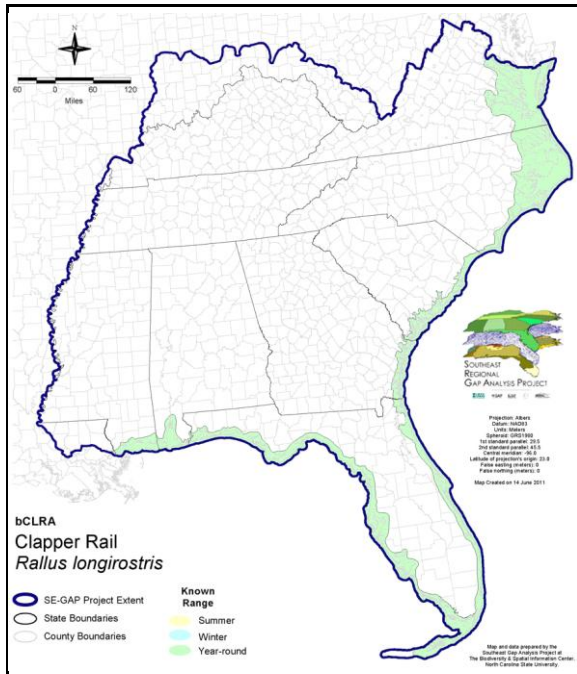 N
60 0 60 120
Miles
SOUTHEAST
REGIONAL
GAP ANALYSIS PROJECT
Projection: Albers
Datum: NAD83
Units: Meters
Spheroid: GRS1980
1st standard parallel: 29.5
2nd standard parallel: 45.5
Central meridian: -96.0
Latitude of projection's origin: 23.0
False easting (meters): 0
False northing (meters): 0
Map Created on 14 June 2011
bCLRA
Clapper Rail
Rallus longirostris
SE-GAP Project Extent
State Boundaries
County Boundaries
Known
Range
Summer
Winter
Year-round
Map and data prepared by the
Southeast Gap Analysis Project at
The Biodiversity & Spatial Information Center,
North Carolina State University.